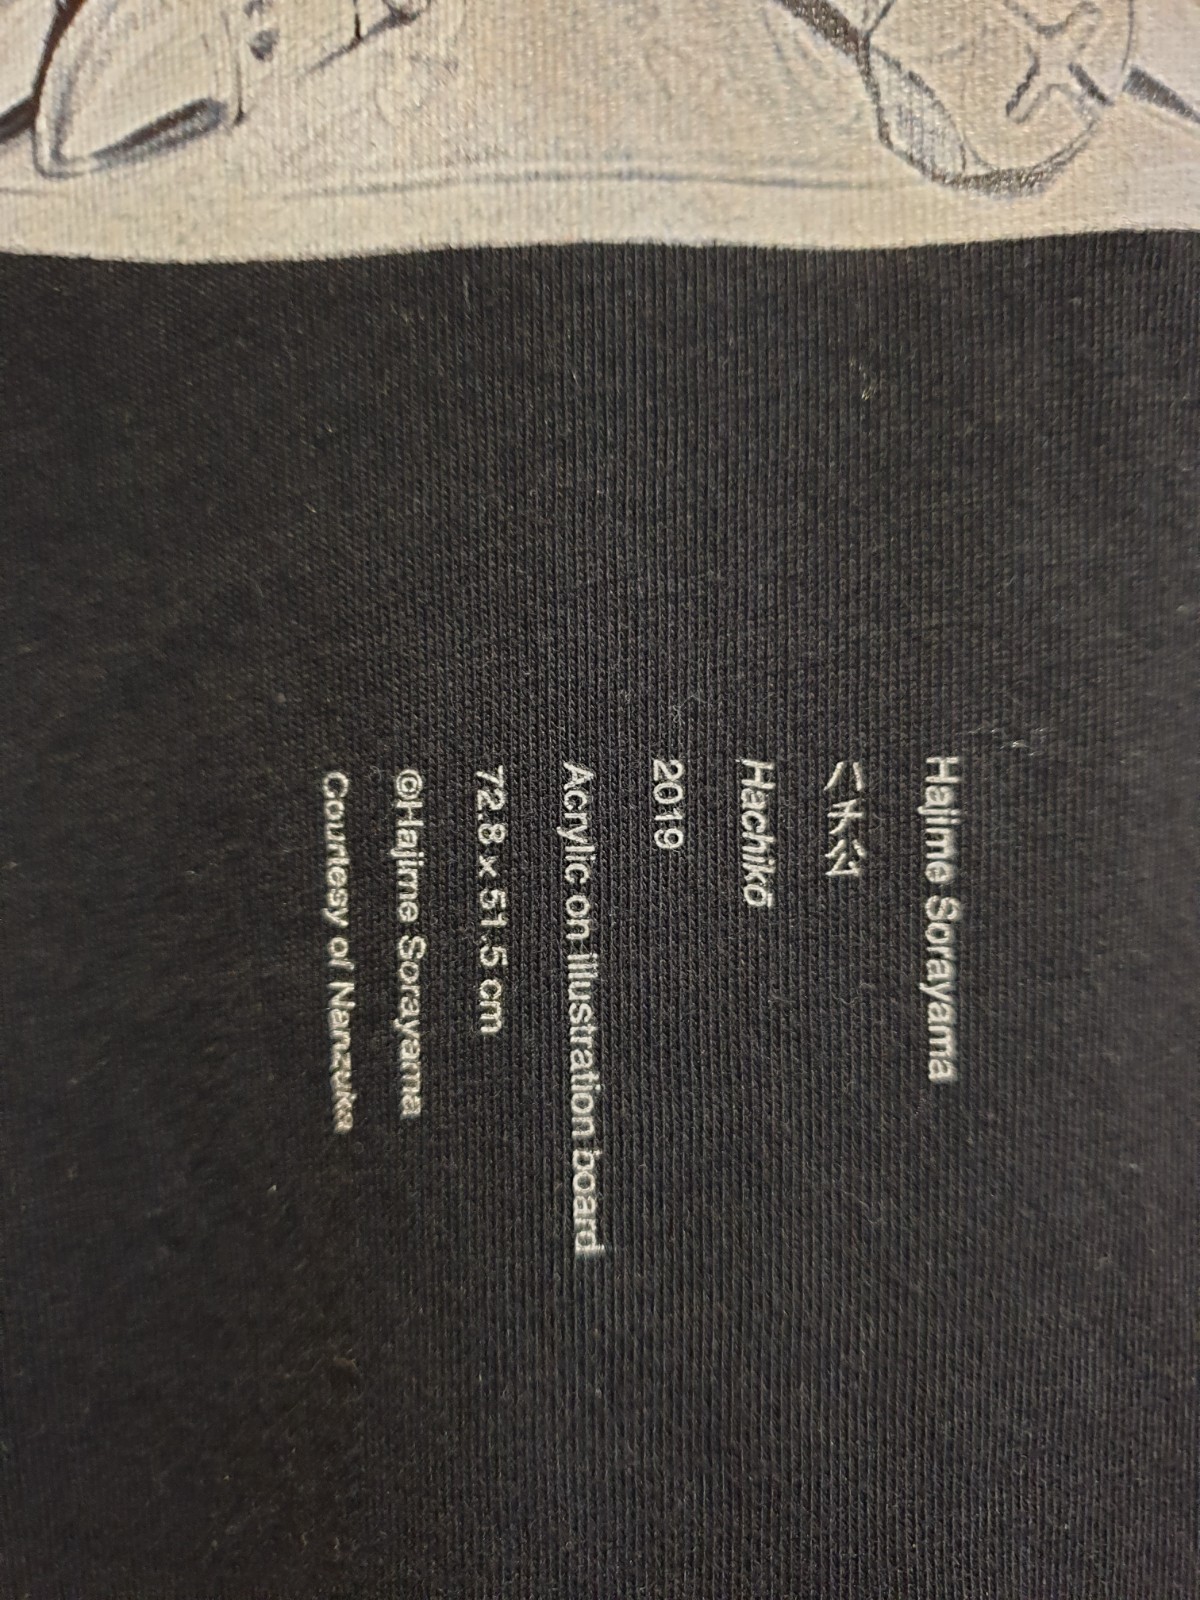 Hajime Sorayama
ハチ公
Hachikō
2019
Acrylic on illustration board
72.8 × 51.5 cm
©Hajime Sorayama
Courtesy of Nanzuka